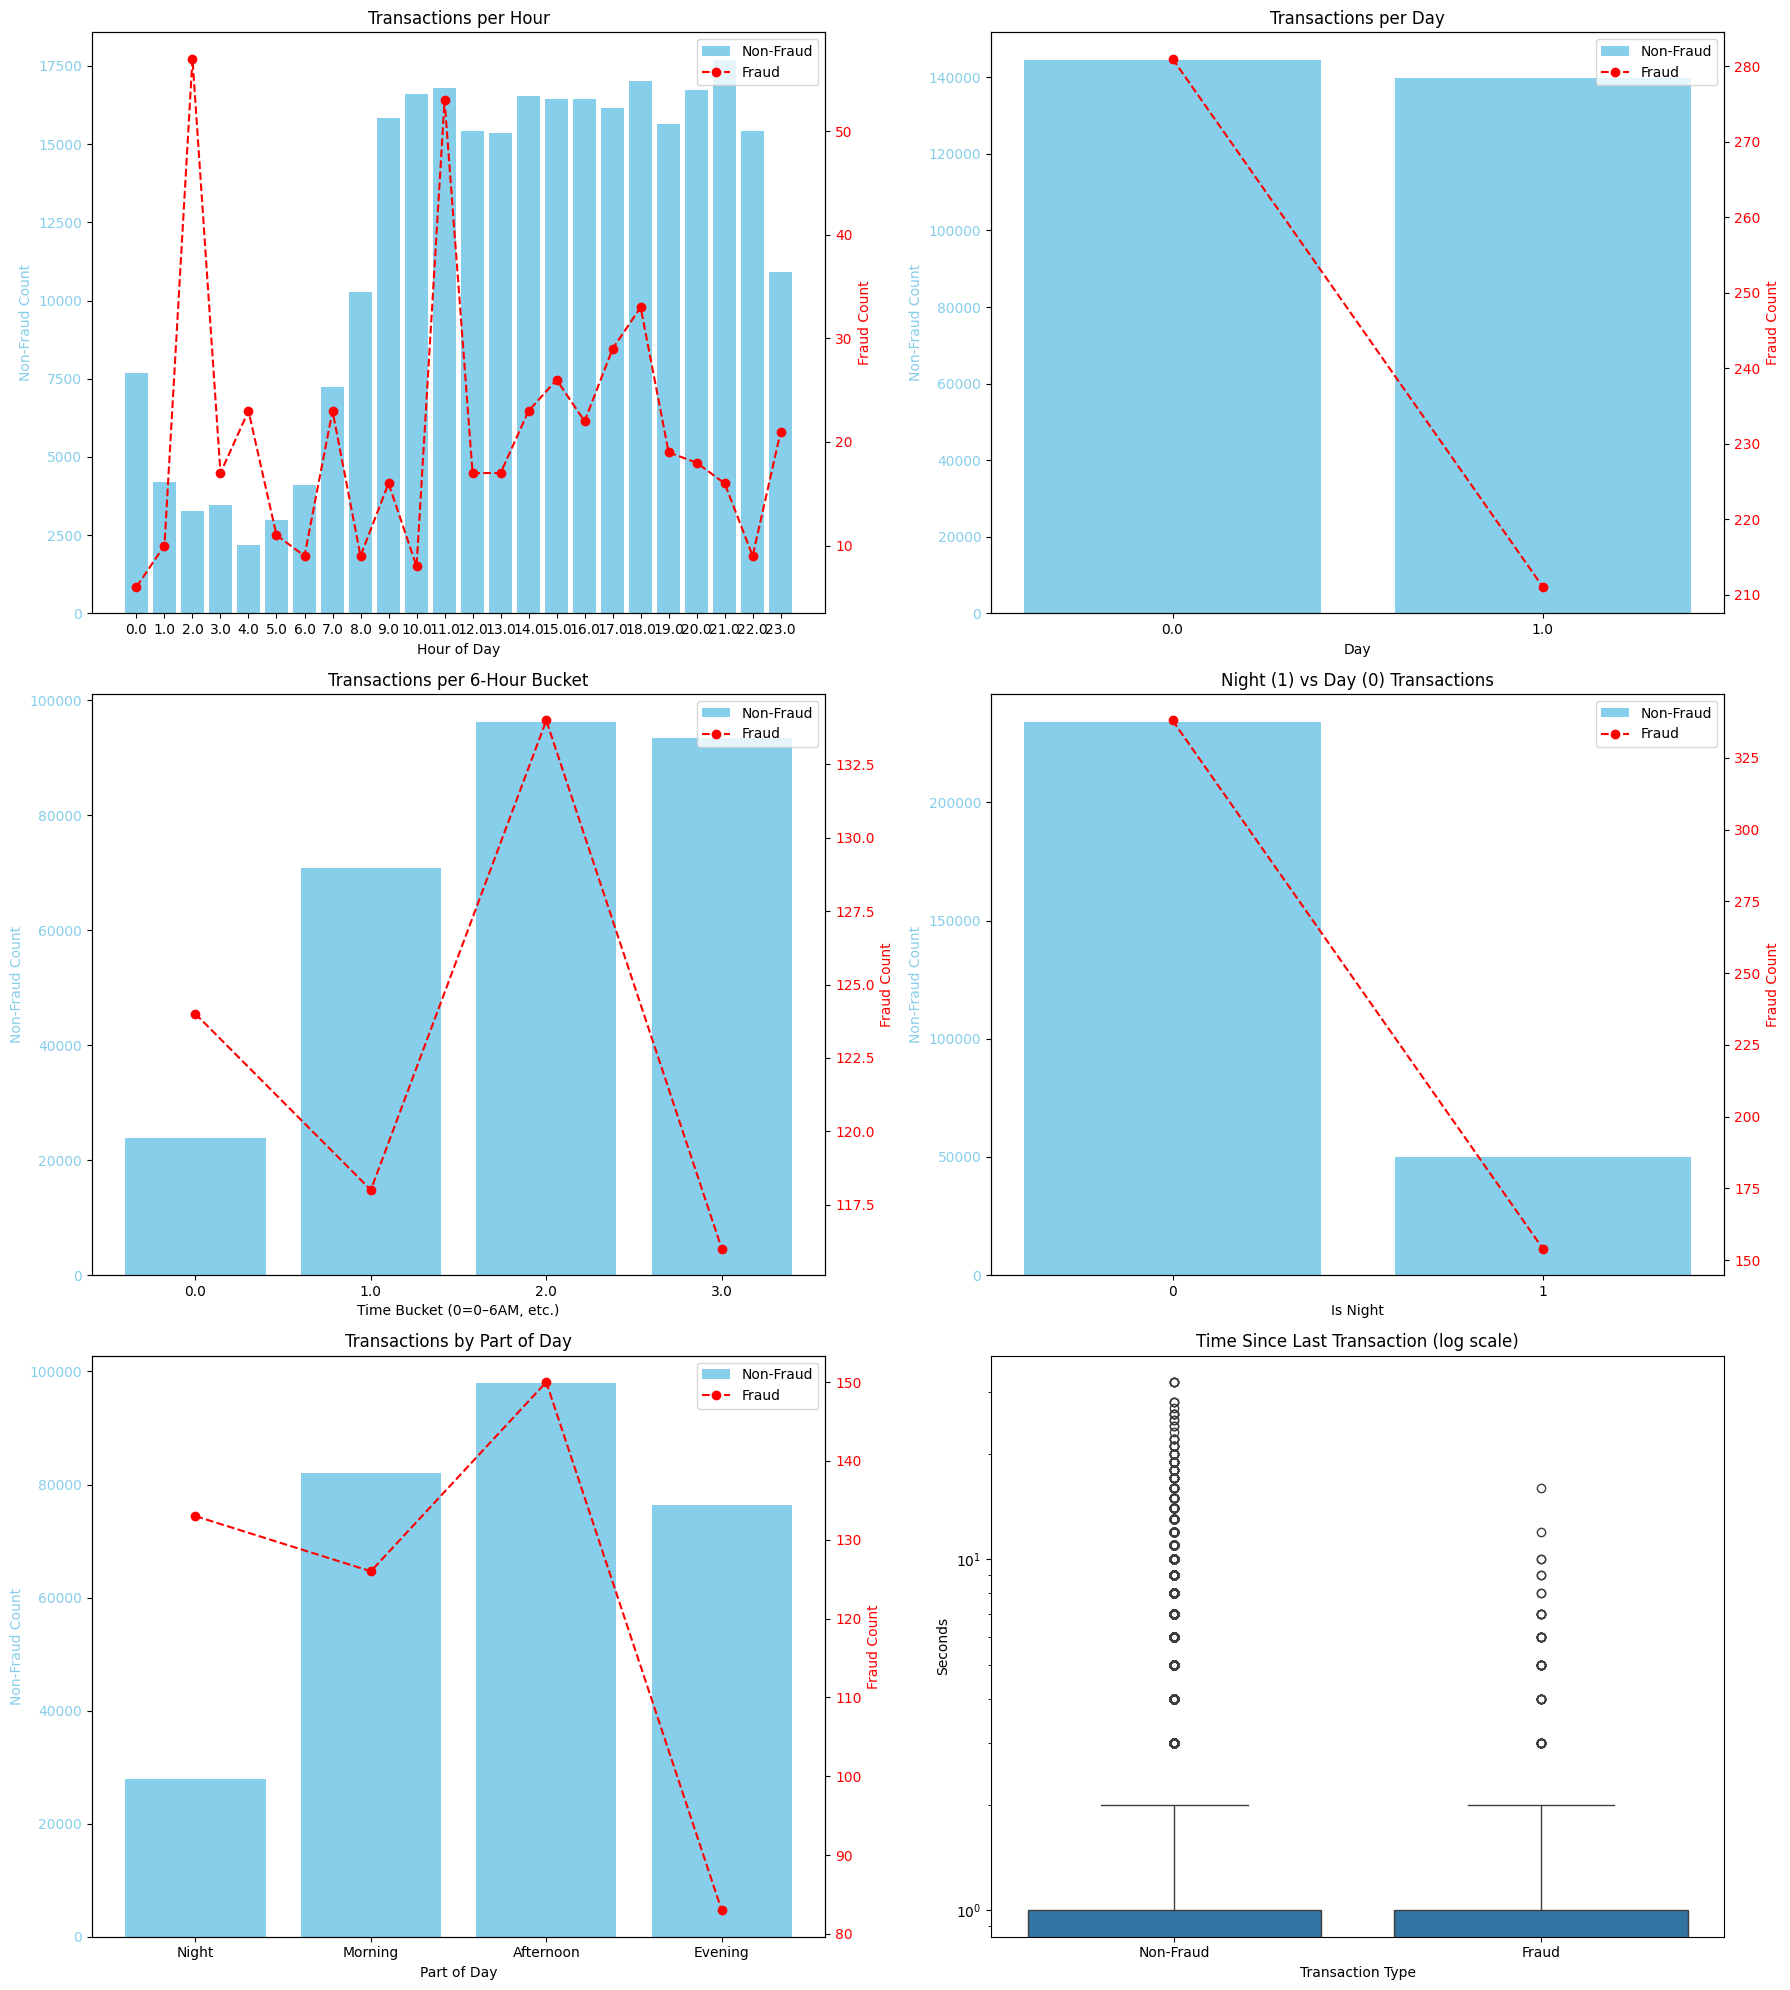 Transactions per Hour
Non-Fraud
Fraud
17500
15000
12500
10000
7500
5000
2500
0
Non-Fraud Count
50
40
30
20
10
Fraud Count
0.0 1.0 2.0 3.0 4.0 5.0 6.0 7.0 8.0 9.0 10.0 11.0 12.0 13.0 14.0 15.0 16.0 17.0 18.0 19.0 20.0 21.0 22.0 23.0
Hour of Day
Transactions per Day
Non-Fraud
Fraud
140000
120000
100000
80000
60000
40000
20000
0
Non-Fraud Count
280
270
260
250
240
230
220
210
Fraud Count
0.0 1.0
Day
Transactions per 6-Hour Bucket
Non-Fraud
Fraud
100000
80000
60000
40000
20000
0
Non-Fraud Count
132.5
130.0
127.5
125.0
122.5
120.0
117.5
Fraud Count
0.0 1.0 2.0 3.0
Time Bucket (0=0–6AM, etc.)
Night (1) vs Day (0) Transactions
Non-Fraud
Fraud
200000
150000
100000
50000
0
Non-Fraud Count
325
300
275
250
225
200
175
150
Fraud Count
0 1
Is Night
Transactions by Part of Day
Non-Fraud
Fraud
100000
80000
60000
40000
20000
0
Non-Fraud Count
150
140
130
120
110
100
90
80
Fraud Count
Night Morning Afternoon Evening
Part of Day
Time Since Last Transaction (log scale)
10¹
10⁰
Seconds
Non-Fraud Fraud
Transaction Type